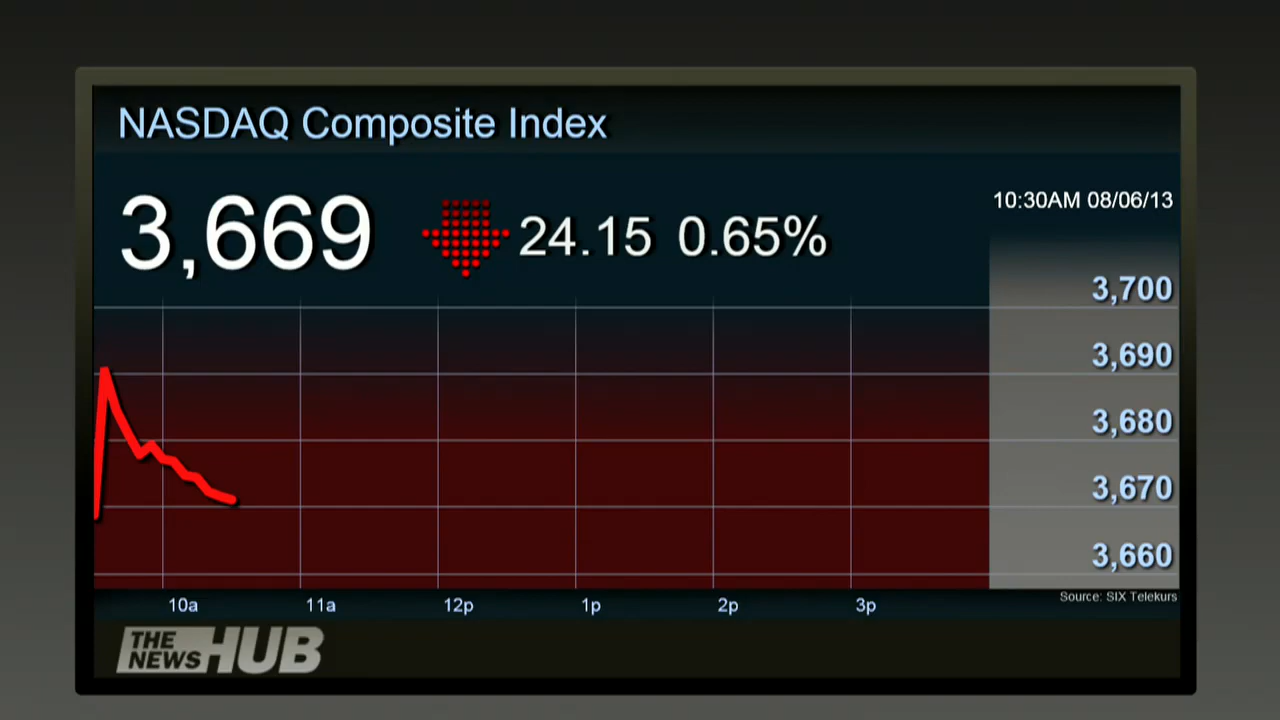 NASDAQ Composite Index
3,669 24.15 0.65%
10:30AM 08/06/13
3,700
3,690
3,680
3,670
3,660
10a 11a 12p 1p 2p 3p
Source: SIX Telekurs
THE NEWS HUB